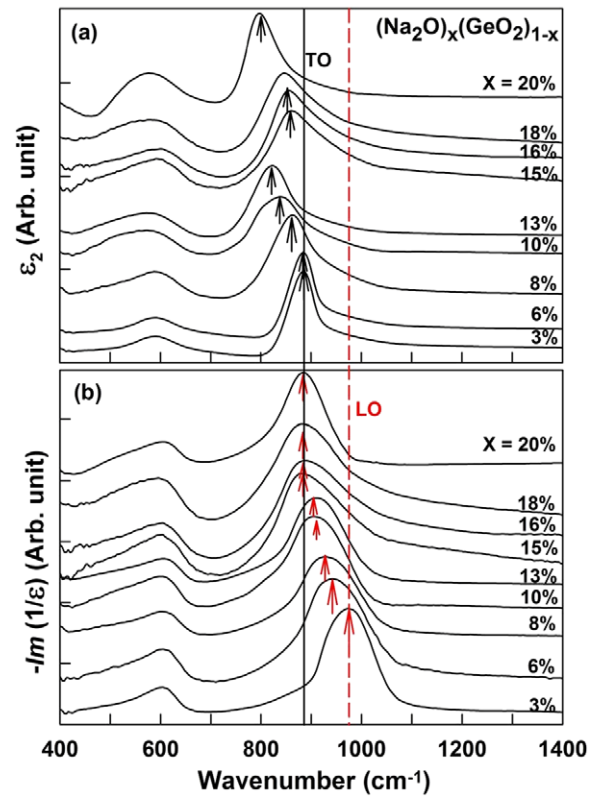 (a)
(Na₂O)ₓ(GeO₂)₁₋ₓ
TO
X = 20%
18%
16%
15%
13%
10%
8%
6%
3%
ε₂ (Arb. unit)
(b)
LO
X = 20%
18%
16%
15%
13%
10%
8%
6%
3%
-Im (1/ε) (Arb. unit)
400 600 800 1000 1200 1400
Wavenumber (cm⁻¹)